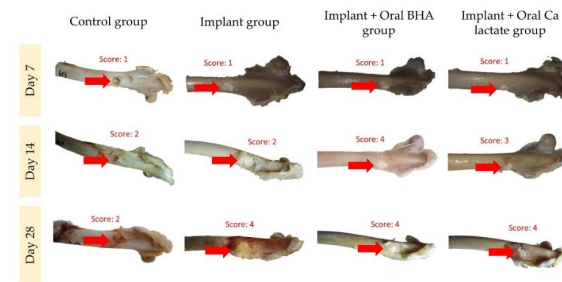 Control group
Implant group
Implant + Oral BHA
group
Implant + Oral Ca
lactate group
Day 7
Score: 1
Score: 1
Score: 1
Score: 1
Day 14
Score: 2
Score: 2
Score: 4
Score: 3
Day 28
Score: 2
Score: 4
Score: 4
Score: 4